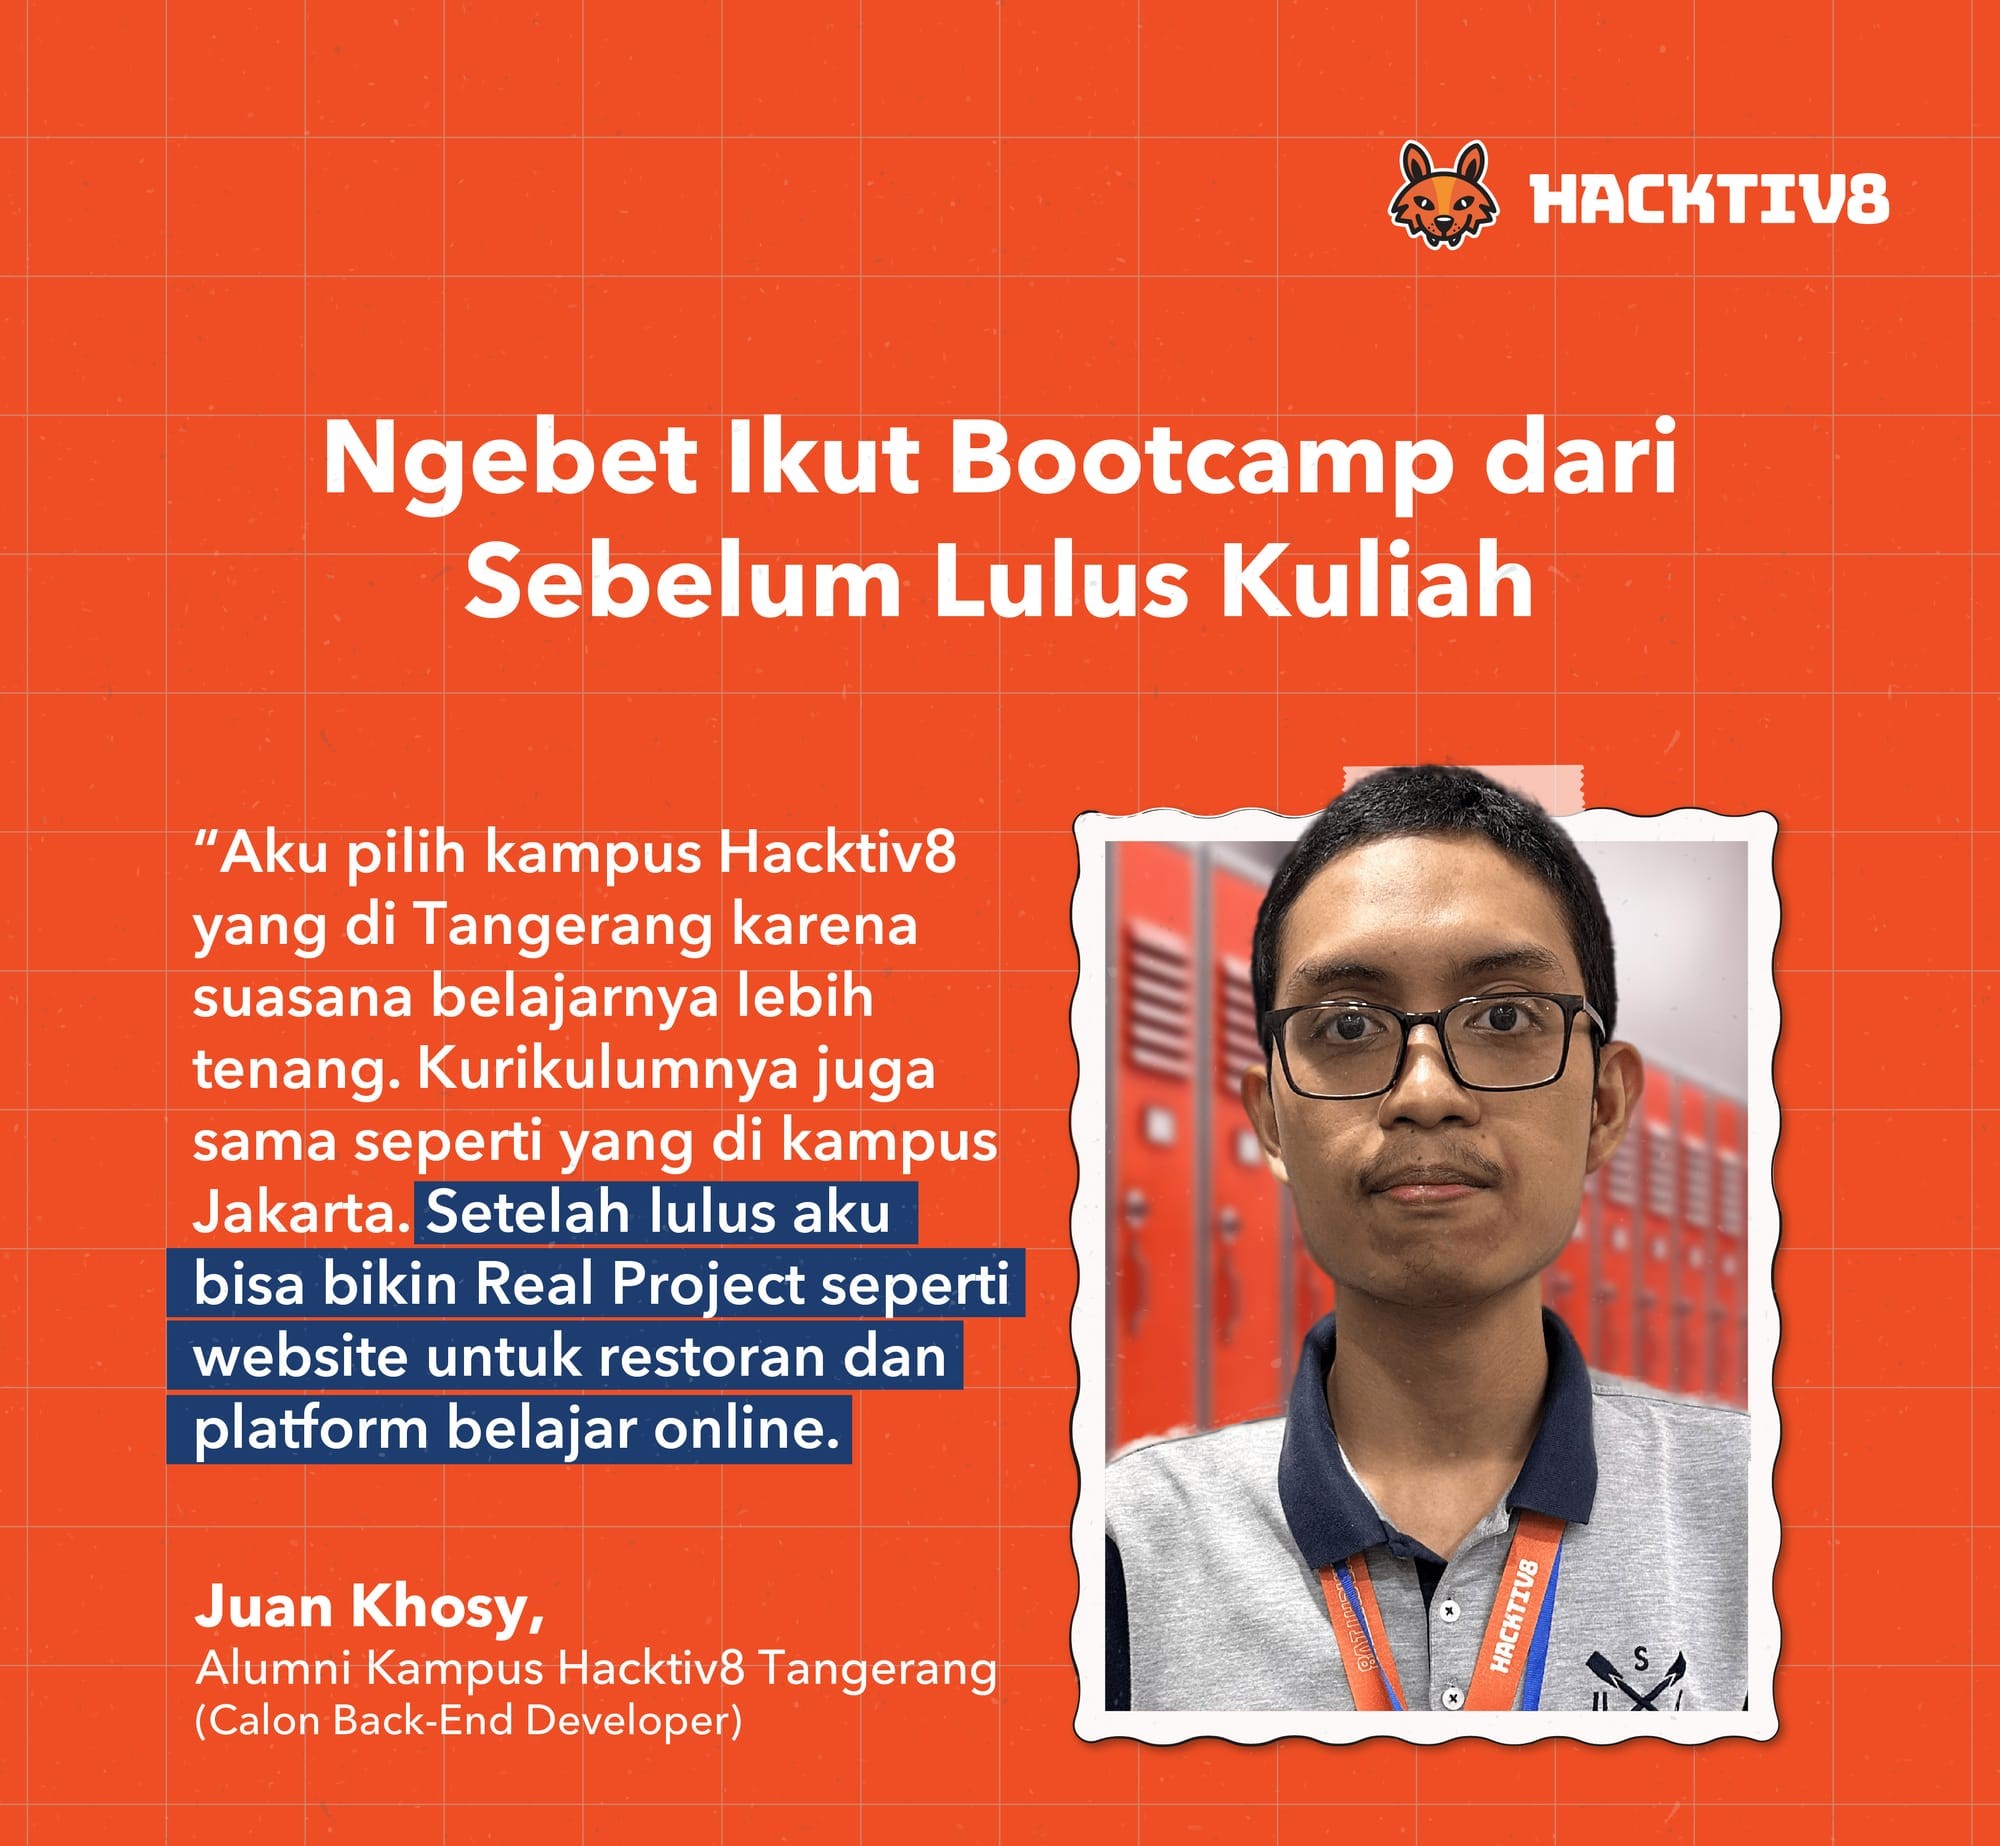 HACKTIV8
Ngebet Ikut Bootcamp dari
Sebelum Lulus Kuliah
“Aku pilih kampus Hacktiv8
yang di Tangerang karena
suasana belajarnya lebih
tenang. Kurikulumnya juga
sama seperti yang di kampus
Jakarta. Setelah lulus aku
bisa bikin Real Project seperti
website untuk restoran dan
platform belajar online.
Juan Khosy,
Alumni Kampus Hacktiv8 Tangerang
(Calon Back-End Developer)
HACKTIV8
S